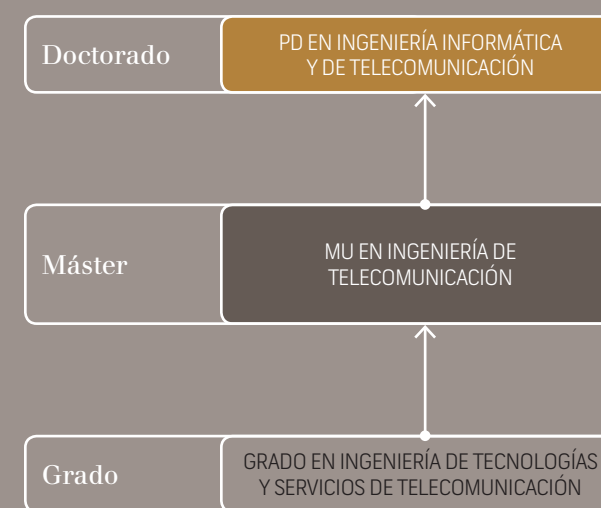 Doctorado
PD EN INGENIERÍA INFORMÁTICA
Y DE TELECOMUNICACIÓN
Máster
MU EN INGENIERÍA DE
TELECOMUNICACIÓN
Grado
GRADO EN INGENIERÍA DE TECNOLOGÍAS
Y SERVICIOS DE TELECOMUNICACIÓN